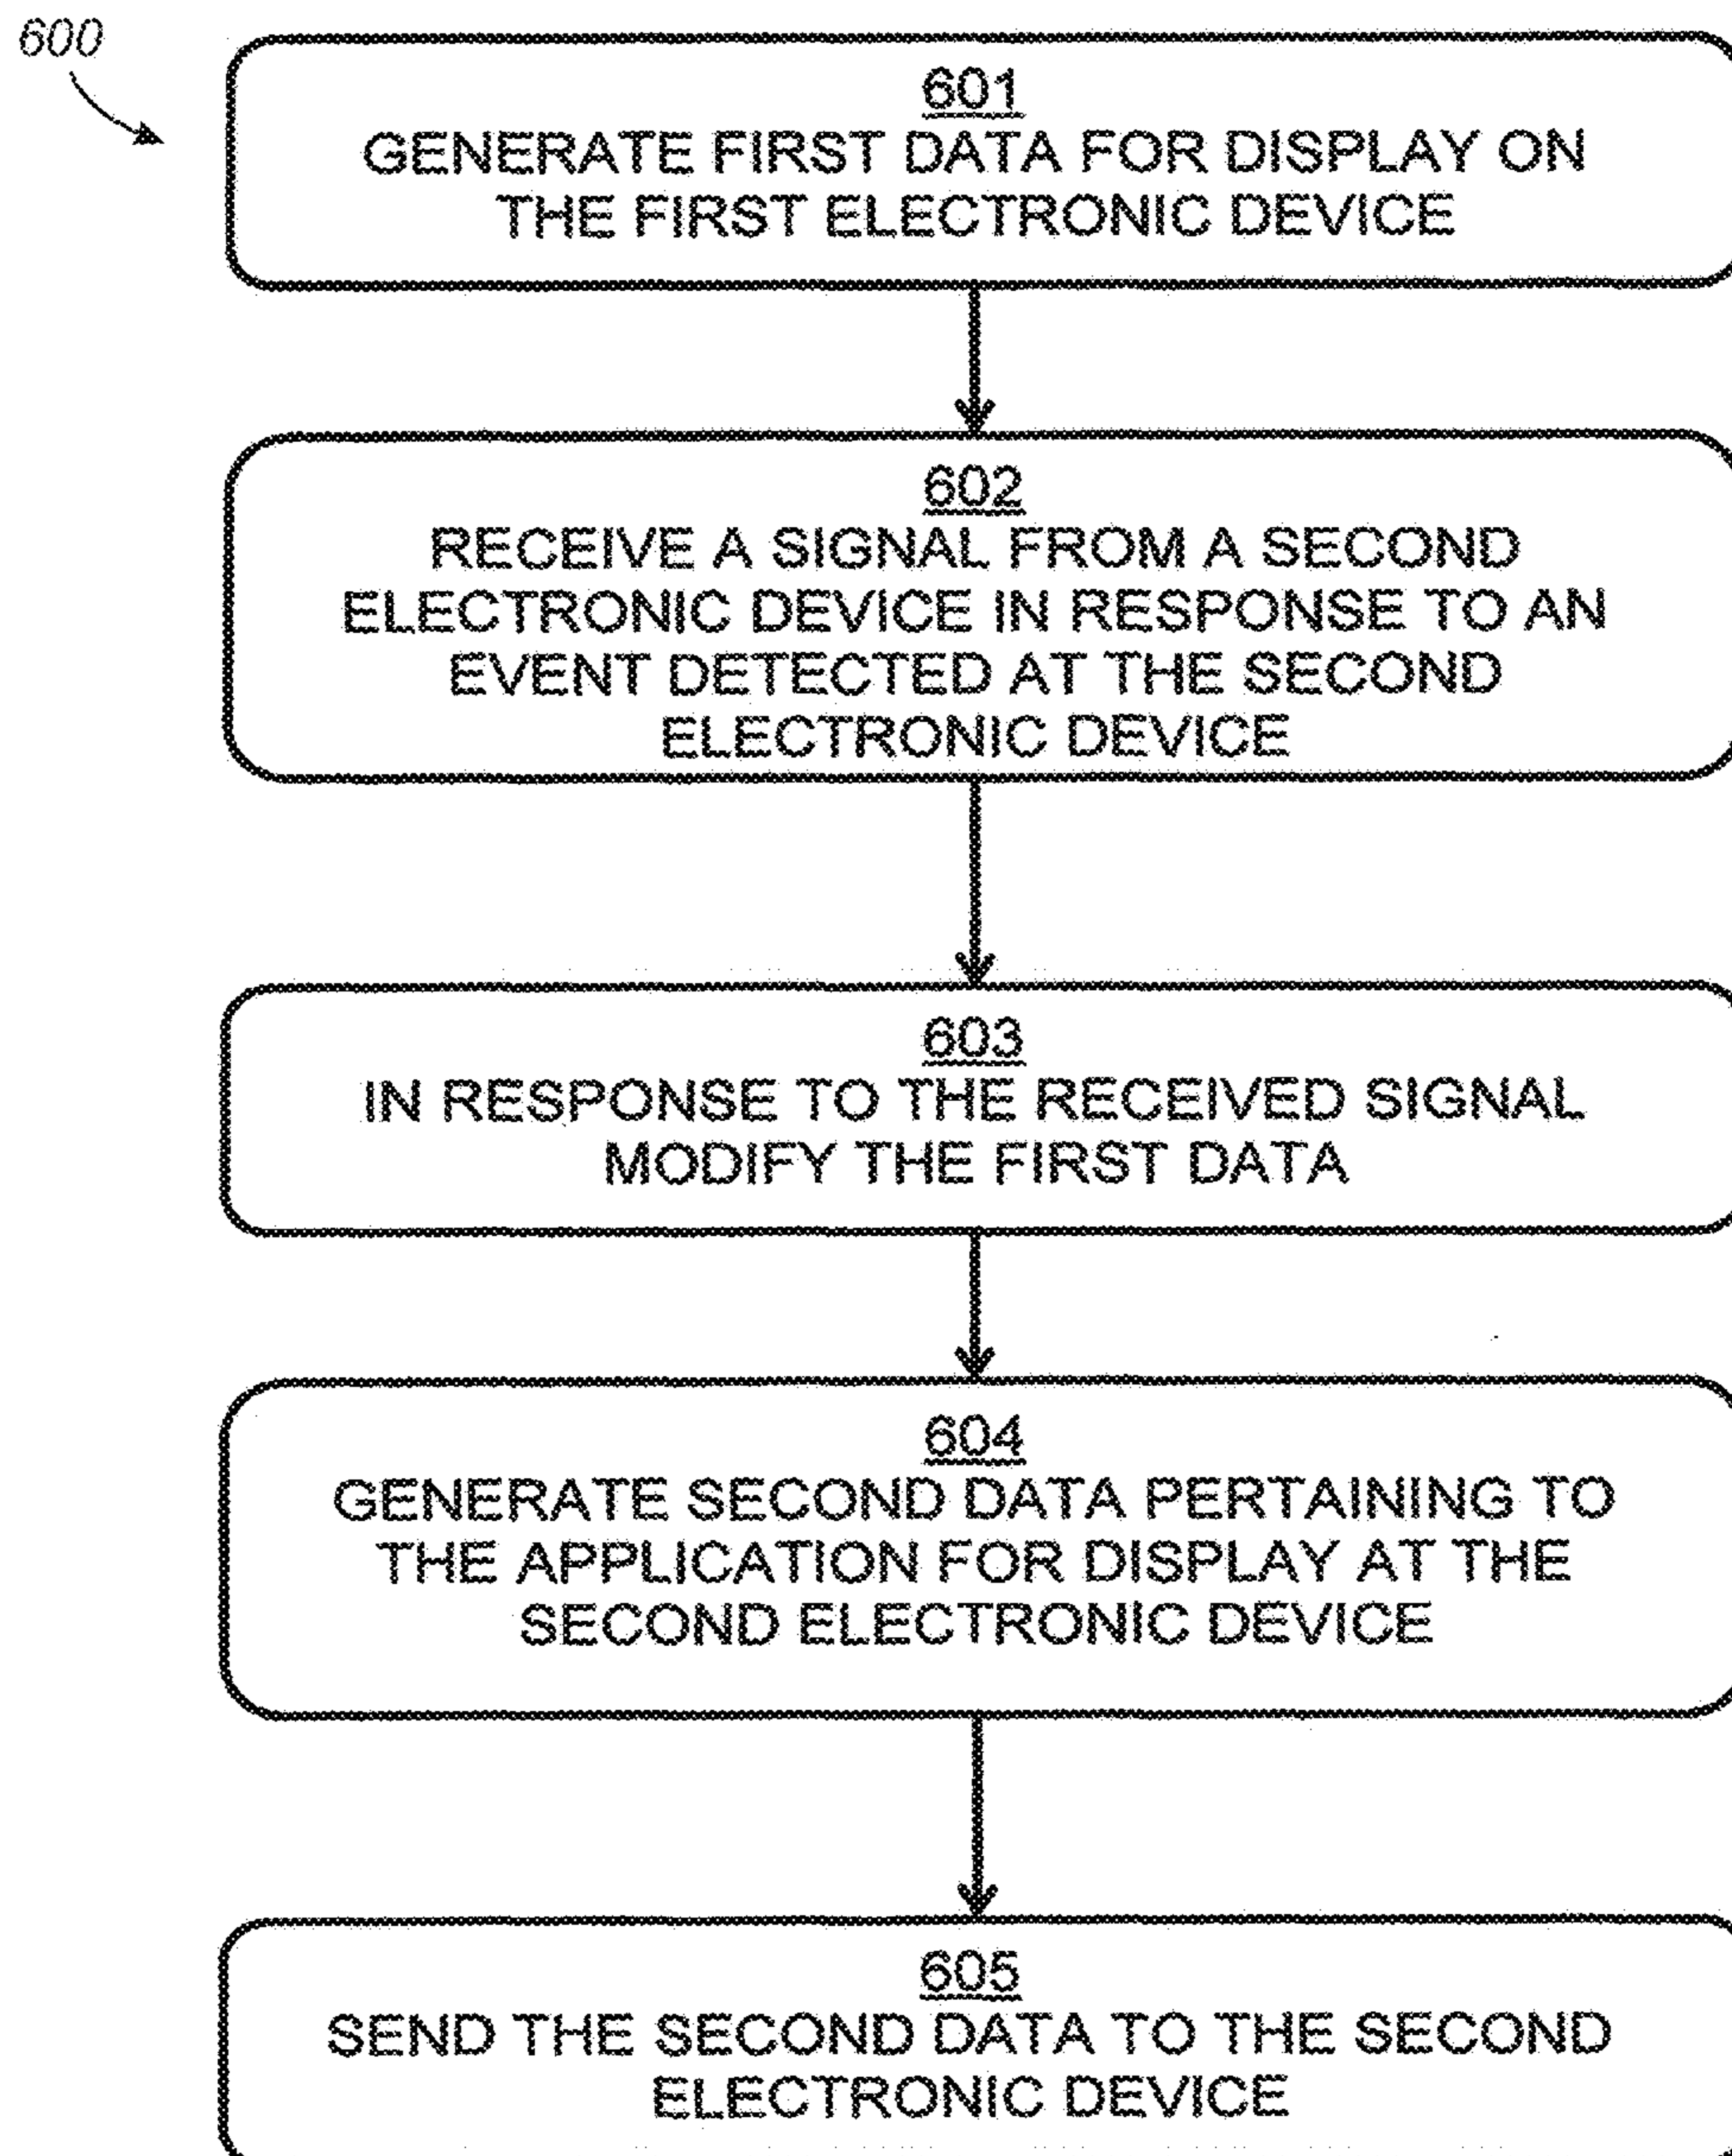 600
601
GENERATE FIRST DATA FOR DISPLAY ON
THE FIRST ELECTRONIC DEVICE
602
RECEIVE A SIGNAL FROM A SECOND
ELECTRONIC DEVICE IN RESPONSE TO AN
EVENT DETECTED AT THE SECOND
ELECTRONIC DEVICE
603
IN RESPONSE TO THE RECEIVED SIGNAL
MODIFY THE FIRST DATA
604
GENERATE SECOND DATA PERTAINING TO
THE APPLICATION FOR DISPLAY AT THE
SECOND ELECTRONIC DEVICE
605
SEND THE SECOND DATA TO THE SECOND
ELECTRONIC DEVICE